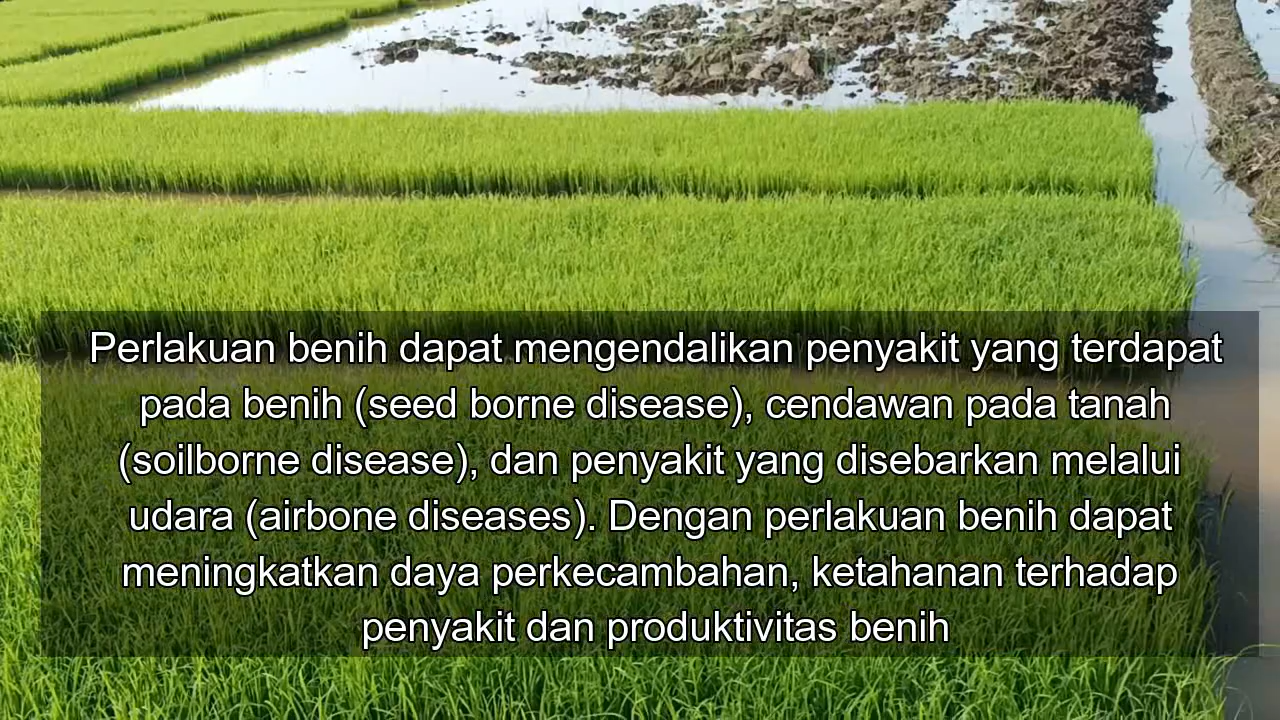 Perlakuan benih dapat mengendalikan penyakit yang terdapat
pada benih (seed borne disease), cendawan pada tanah
(soilborne disease), dan penyakit yang disebarkan melalui
udara (airbone diseases). Dengan perlakuan benih dapat
meningkatkan daya perkecambahan, ketahanan terhadap
penyakit dan produktivitas benih